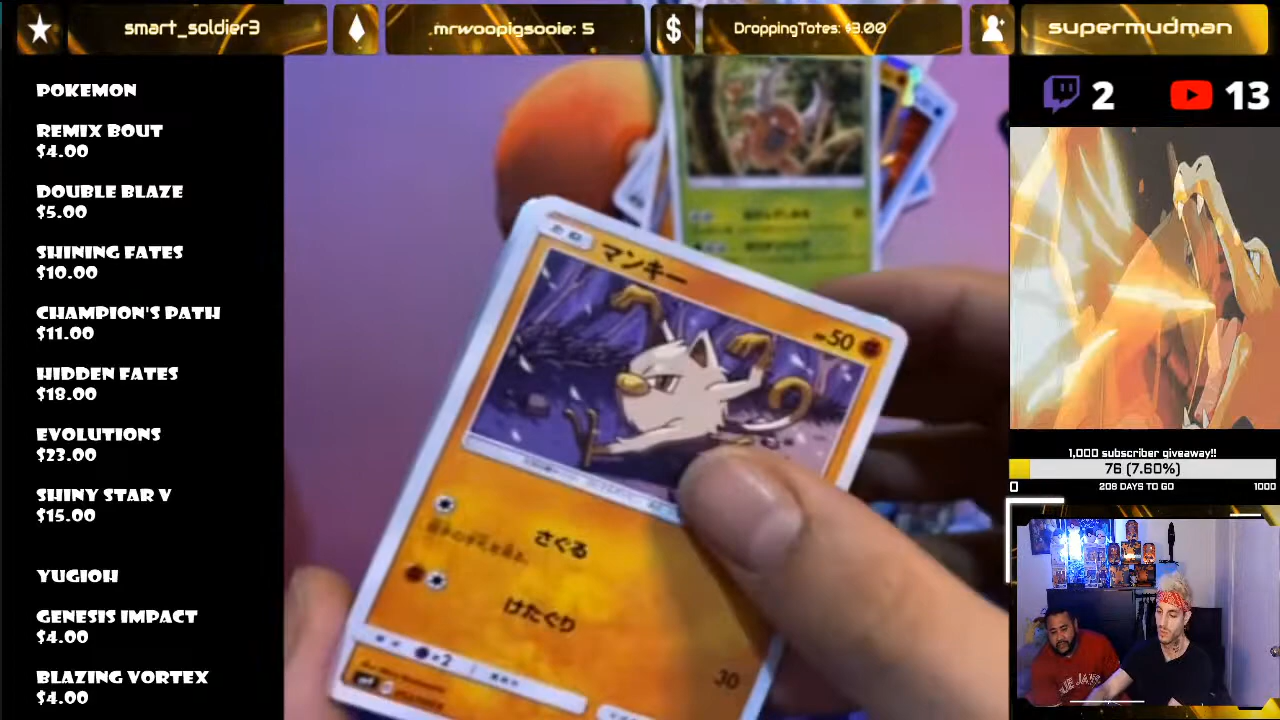 smart_soldier3
mrwoopigsooie: 5
$
DroppingTotes: $3.00
supermudman
2
13
POKEMON
REMIX BOUT
$4.00
DOUBLE BLAZE
$5.00
SHINING FATES
$10.00
CHAMPION'S PATH
$11.00
HIDDEN FATES
$18.00
EVOLUTIONS
$23.00
SHINY STAR V
$15.00
YUGIOH
GENESIS IMPACT
$4.00
BLAZING VORTEX
$4.00
マンキー
50
さぐる
けたぐり
30
×2
1,000 subscriber giveaway!!
76 (7.60%)
0
208 DAYS TO GO
1000